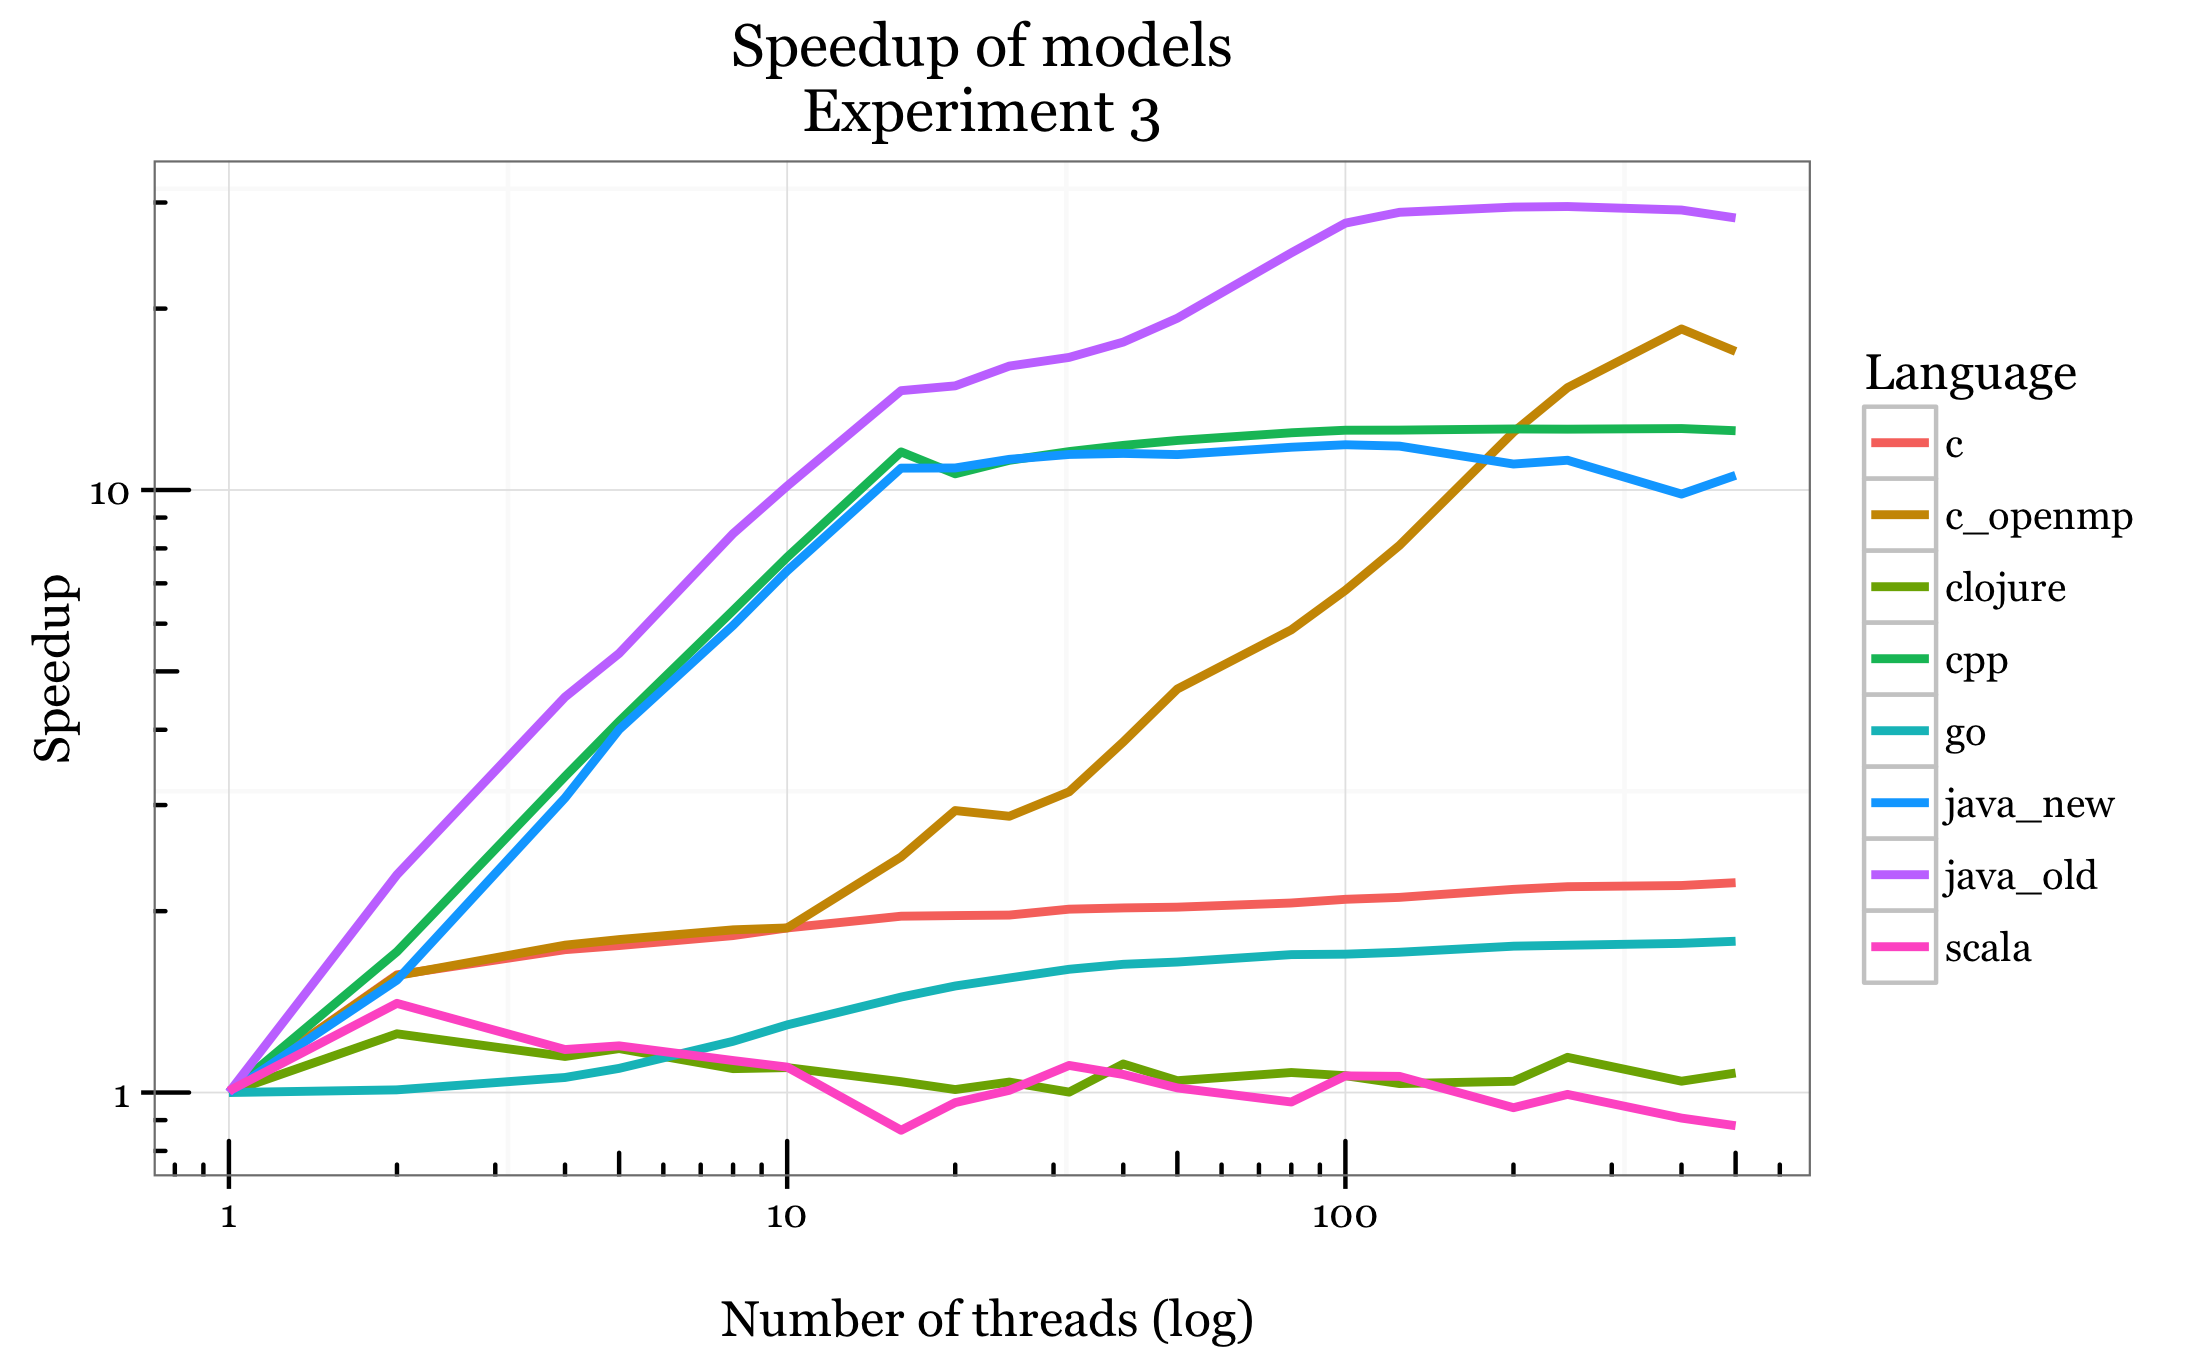 Speedup of models
Experiment 3
Speedup
10
1
1
10
100
Number of threads (log)
Language
c
c_openmp
clojure
cpp
go
java_new
java_old
scala